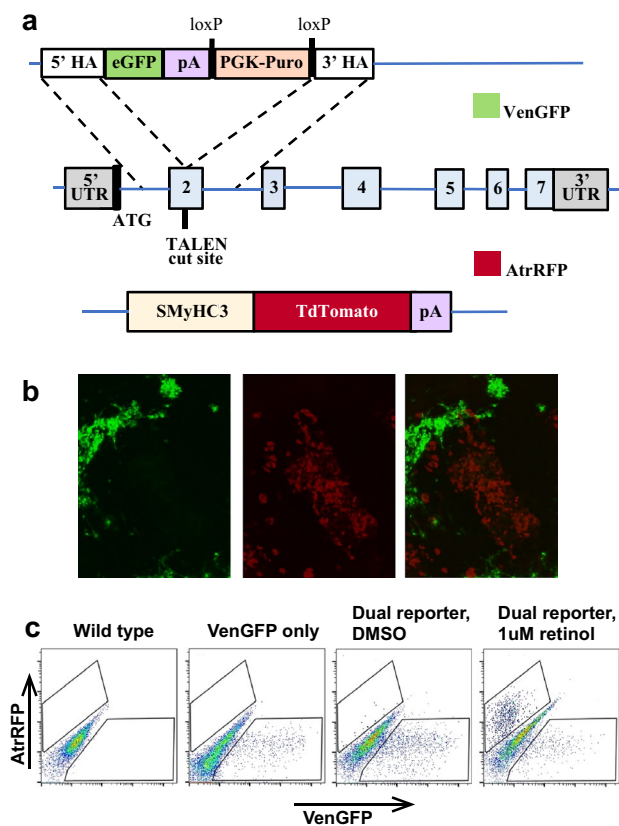 a
loxP loxP
5' HA eGFP pA PGK-Puro 3' HA
VenGFP
5' UTR 2 3 4 5 6 7 3' UTR
ATG
TALEN cut site
AtrRFP
SMyHC3 TdTomato pA
b
c
Wild type
VenGFP only
Dual reporter, DMSO
Dual reporter, 1uM retinol
AtrRFP
VenGFP